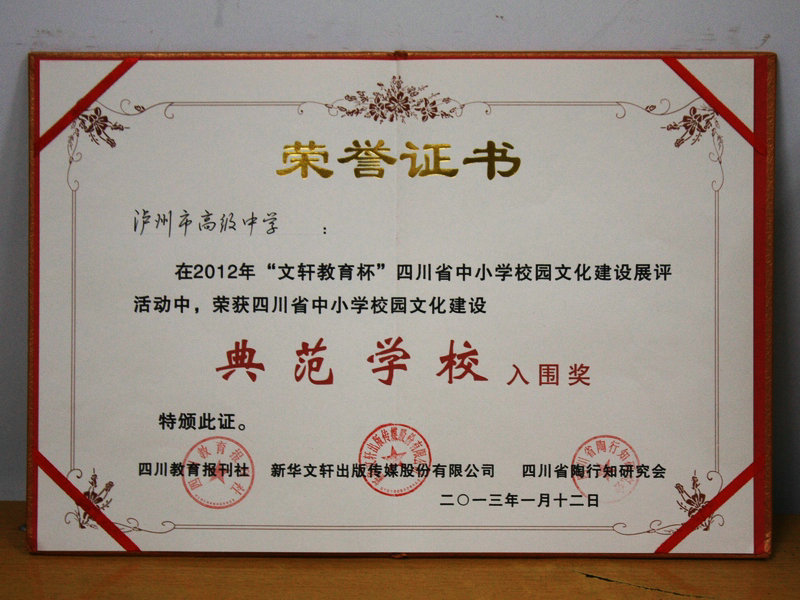 荣誉证书
泸州市高级中学 ：
在2012年“文轩教育杯”四川省中小学校园文化建设展评
活动中，荣获四川省中小学校园文化建设
典范学校 入围奖
特颁此证。
四川教育报刊社 新华文轩出版传媒股份有限公司 四川省陶行知研究会
二〇一三年一月十二日